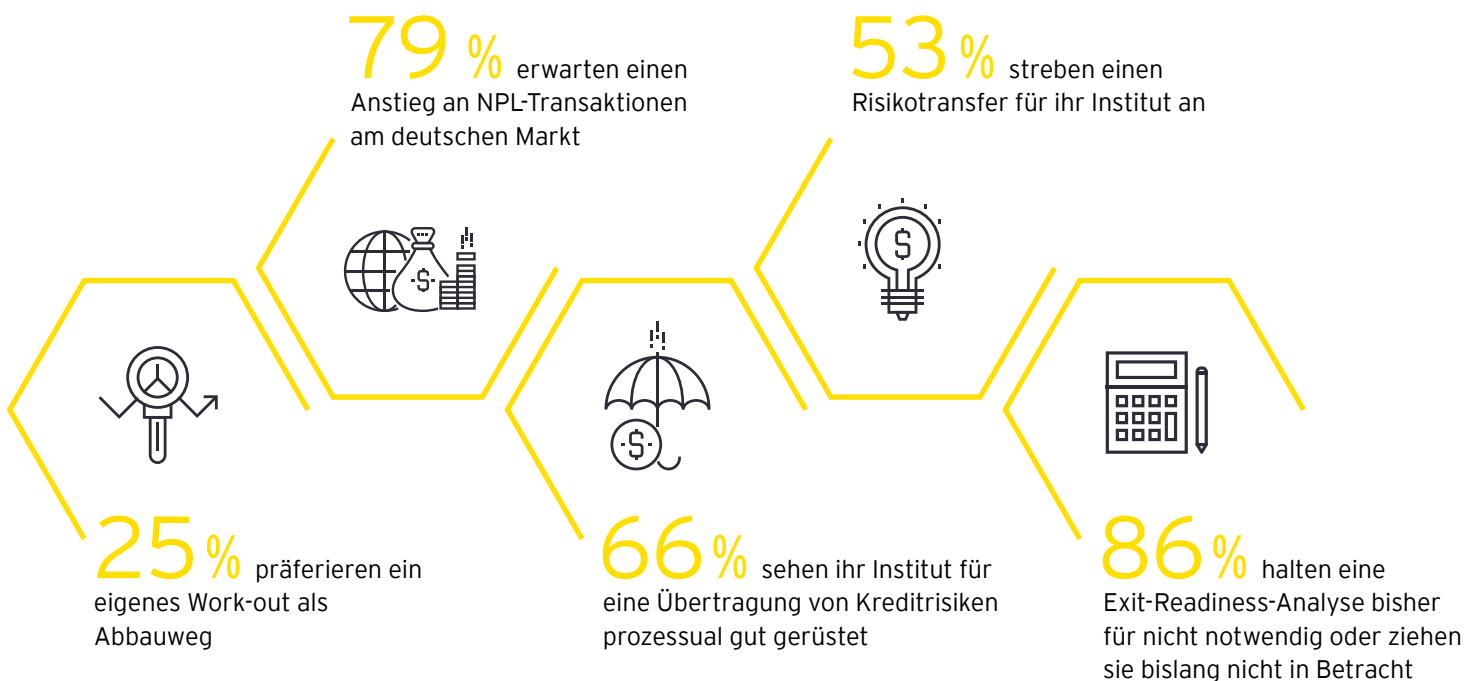 79 % erwarten einen
Anstieg an NPL-Transaktionen
am deutschen Markt
53 % streben einen
Risikotransfer für ihr Institut an
25 % präferieren ein
eigenes Work-out als
Abbauweg
66 % sehen ihr Institut für
eine Übertragung von Kreditrisiken
prozessual gut gerüstet
86 % halten eine
Exit-Readiness-Analyse bisher
für nicht notwendig oder ziehen
sie bislang nicht in Betracht